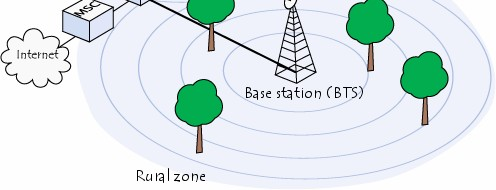 MSC
Internet
Base station (BTS)
Rural zone